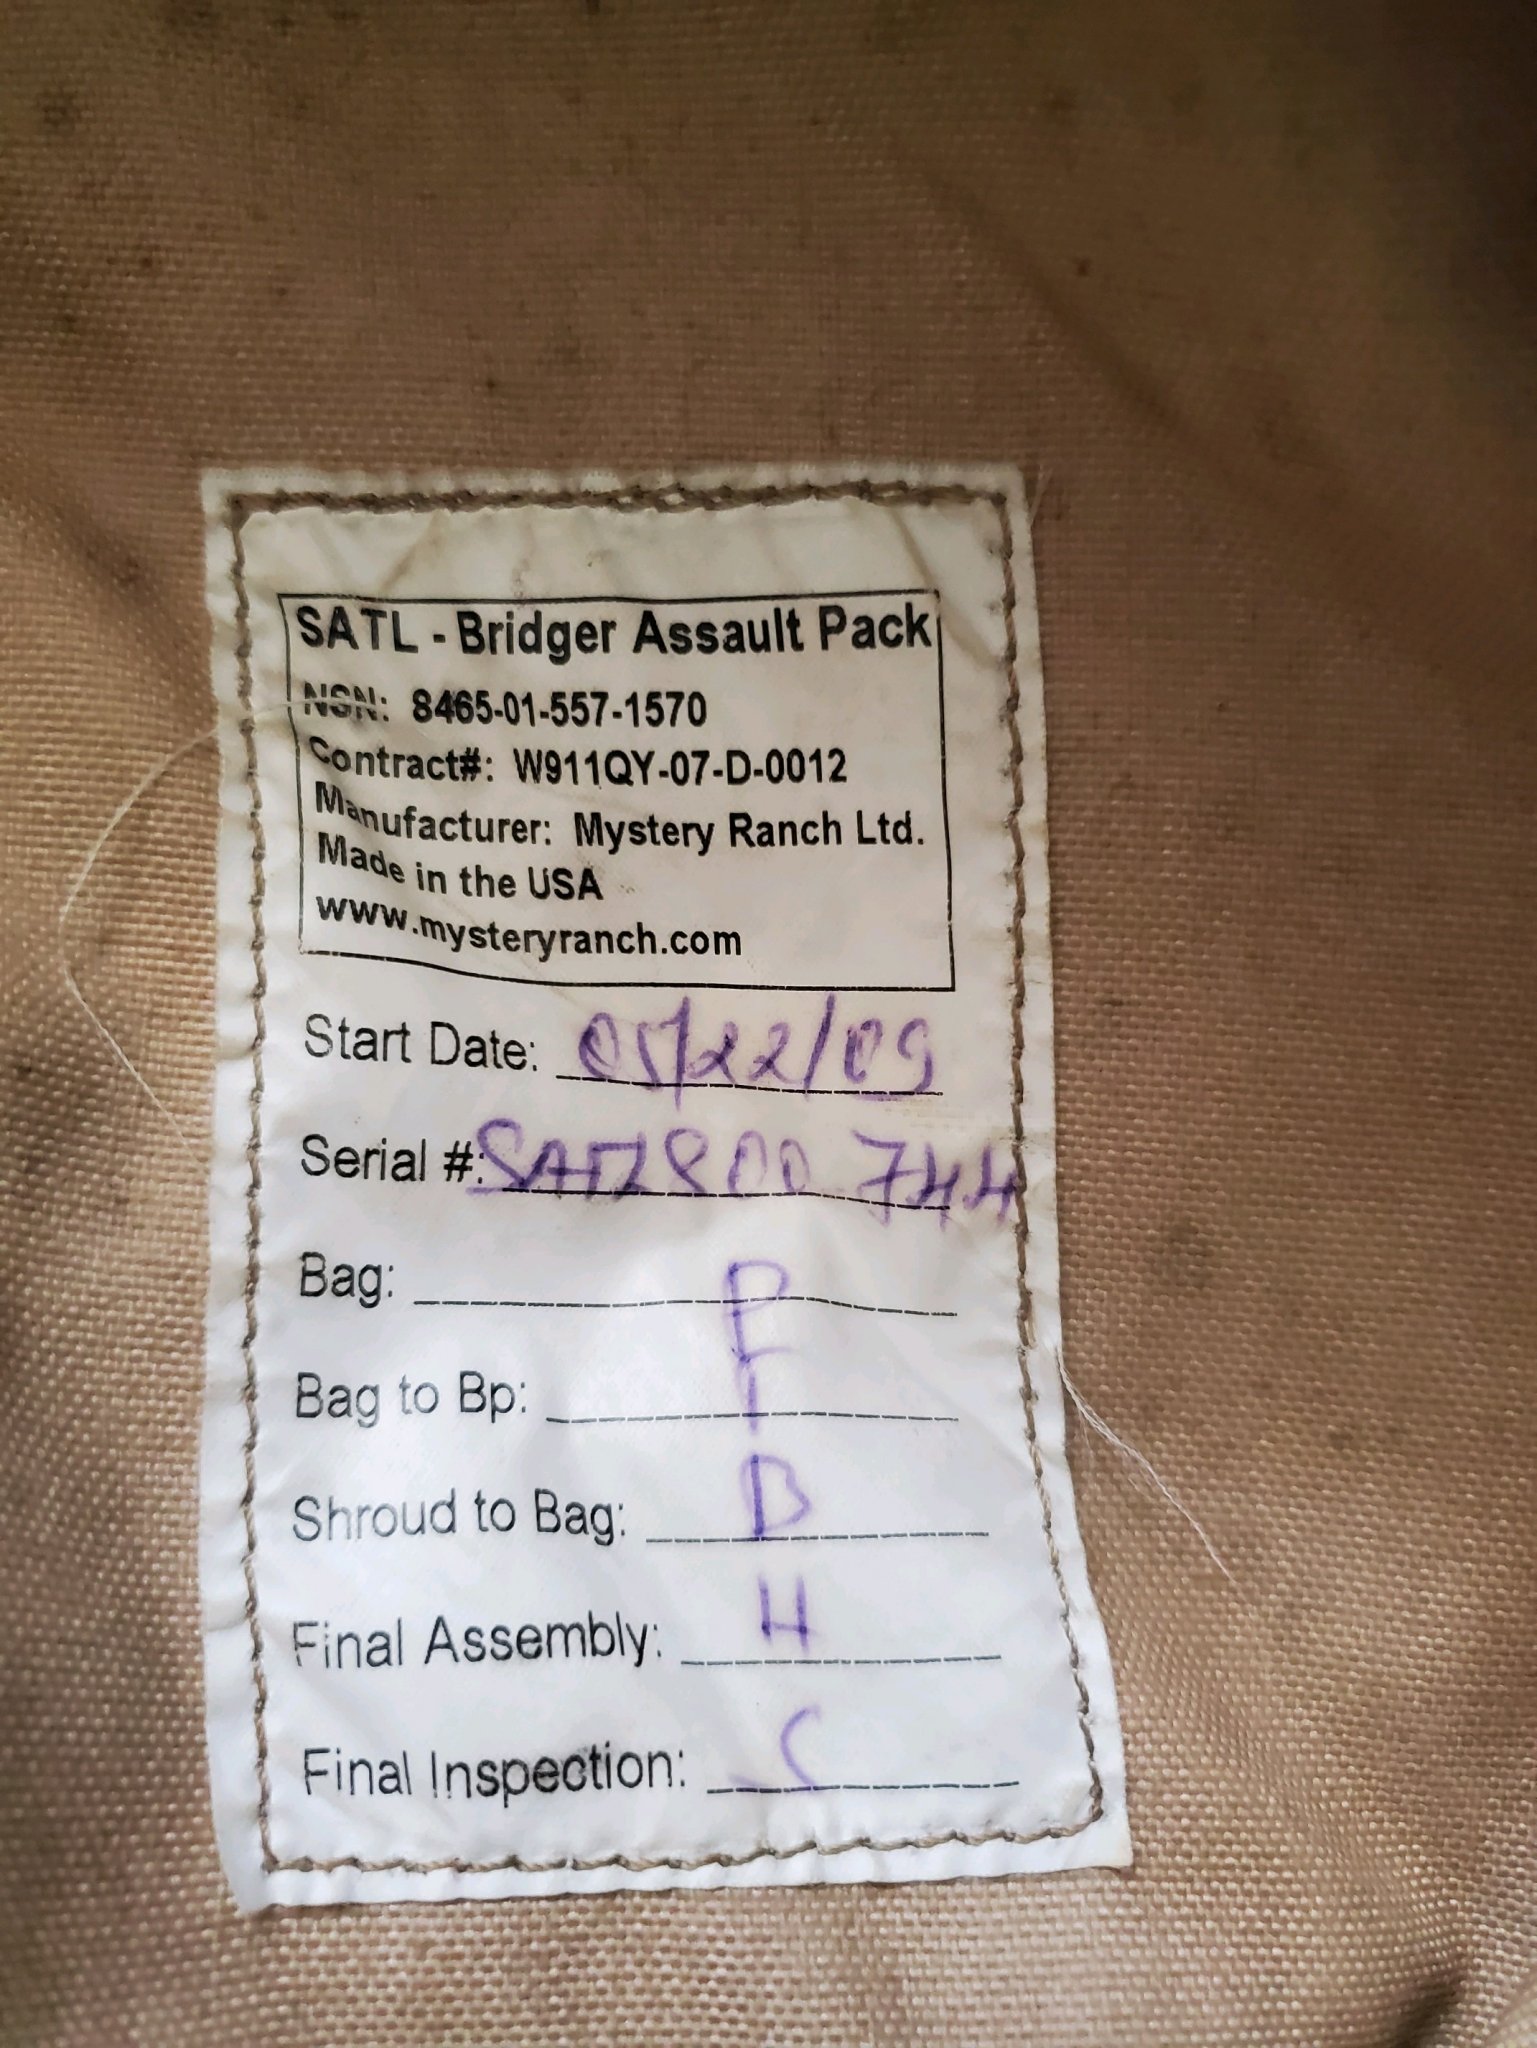 SATL - Bridger Assault Pack
NSN: 8465-01-557-1570
Contract#: W911QY-07-D-0012
Manufacturer: Mystery Ranch Ltd.
Made in the USA
www.mysteryranch.com
Start Date: 05/22/09
Serial #: SATL800744
Bag: E
Bag to Bp: I
Shroud to Bag: B
Final Assembly: H
Final Inspection: